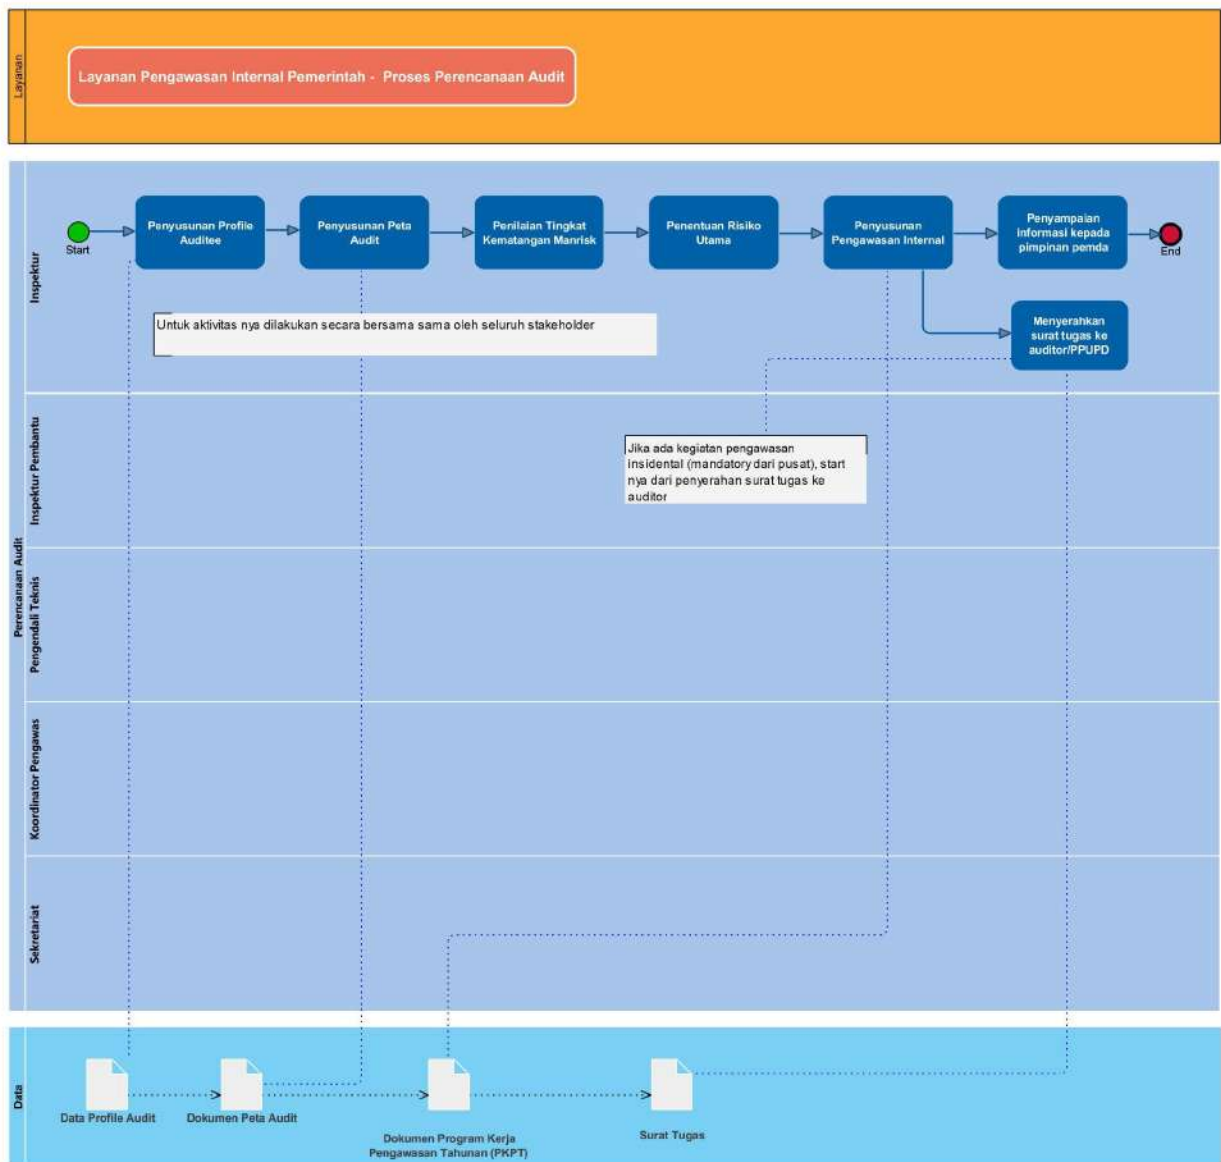 Layanan
Layanan Pengawasan Internal Pemerintah - Proses Perencanaan Audit
Perencanaan Audit
Inspektur
Start
Penyusunan Profile
Auditee
Penyusunan Peta
Audit
Penilaian Tingkat
Kematangan Manrisk
Penentuan Risiko
Utama
Penyusunan
Pengawasan Internal
Penyampaian
informasi kepada
pimpinan pemda
End
Untuk aktivitas nya dilakukan secara bersama sama oleh seluruh stakeholder
Menyerahkan
surat tugas ke
auditor/PPUPD
Inspektur Pembantu
Jika ada kegiatan pengawasan
insidental (mandatory dari pusat), start
nya dari penyerahan surat tugas ke
auditor
Pengendali Teknis
Koordinator Pengawas
Sekretariat
Data
Data Profile Audit
Dokumen Peta Audit
Dokumen Program Kerja
Pengawasan Tahunan (PKPT)
Surat Tugas